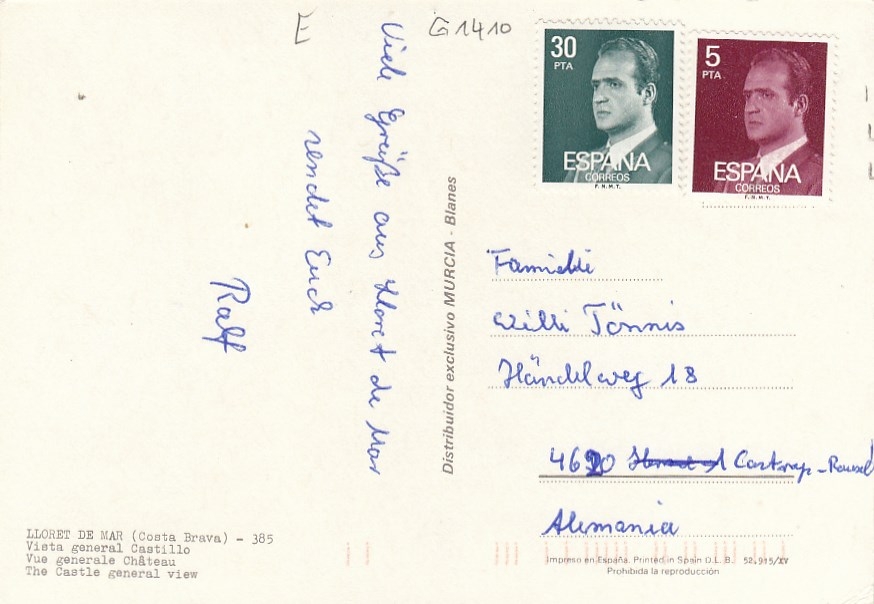 E
G1410
Viele Grüße aus Lloret de Mar
sendet Euch
Ralf
Distribuidor exclusivo MURCIA - Blanes
30
PTA
ESPAÑA
CORREOS
F.N.M.T.
5
PTA
ESPAÑA
CORREOS
F.N.M.T.
Familie
Willi Tönnis
Händelweg 18
4620 Castrop-Rauxel
Alemania
LLORET DE MAR (Costa Brava) - 385
Vista general Castillo
Vue generale Château
The Castle general view
Impreso en España. Printed in Spain D.L.B. 52.915/XV
Prohibida la reproducción